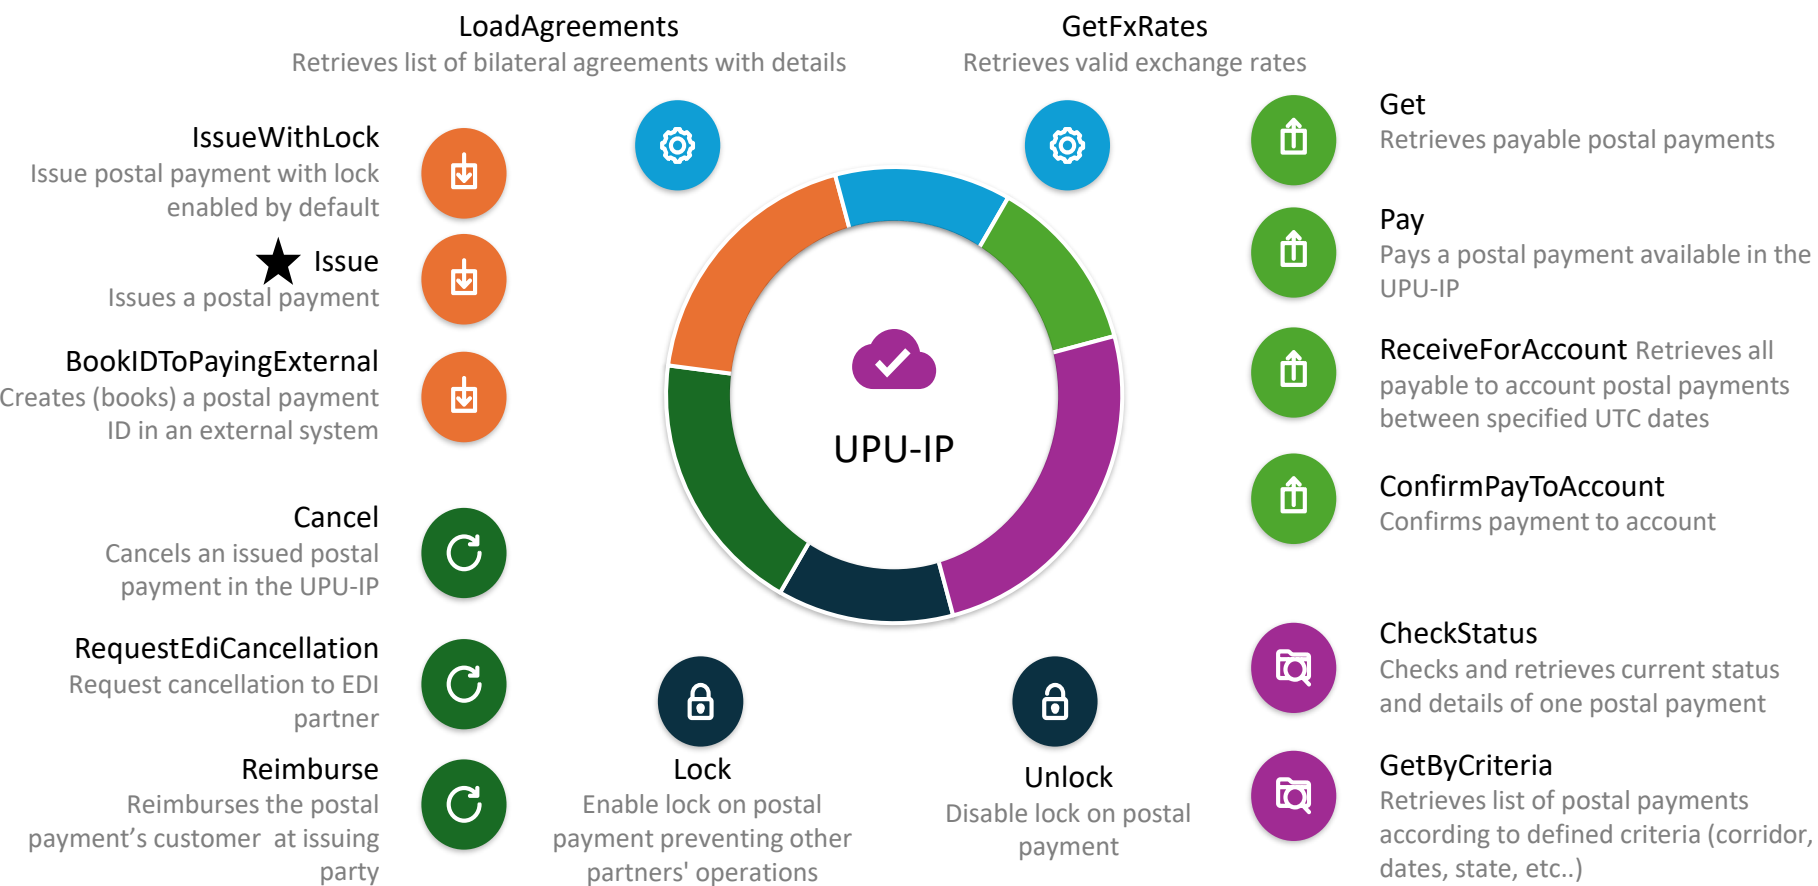 LoadAgreements
Retrieves list of bilateral agreements with details
GetFxRates
Retrieves valid exchange rates
IssueWithLock
Issue postal payment with lock
enabled by default
Issue
Issues a postal payment
BookIDToPayingExternal
Creates (books) a postal payment
ID in an external system
Cancel
Cancels an issued postal
payment in the UPU-IP
RequestEdiCancellation
Request cancellation to EDI
partner
Reimburse
Reimburses the postal
payment’s customer  at issuing
party
UPU-IP
Lock
Enable lock on postal
payment preventing other
partners' operations
Unlock
Disable lock on postal
payment
Get
Retrieves payable postal payments
Pay
Pays a postal payment available in the
UPU-IP
ReceiveForAccount Retrieves all
payable to account postal payments
between specified UTC dates
ConfirmPayToAccount
Confirms payment to account
CheckStatus
Checks and retrieves current status
and details of one postal payment
GetByCriteria
Retrieves list of postal payments
according to defined criteria (corridor,
dates, state, etc..)